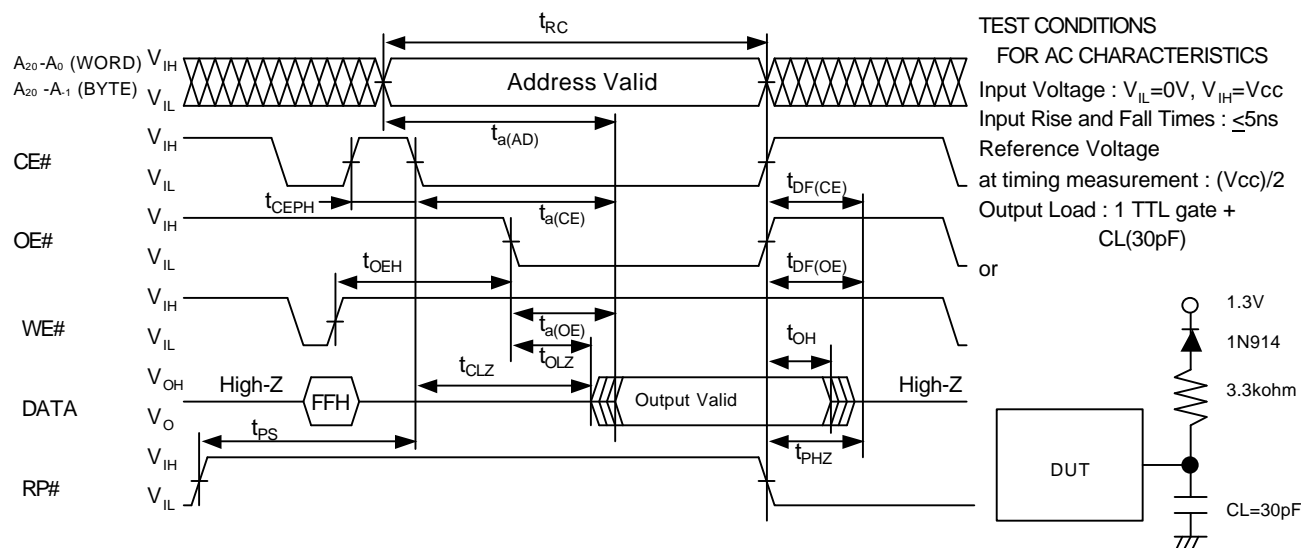 tRC
A20-A0 (WORD) VIH
A20 -A-1 (BYTE) VIL
Address Valid
ta(AD)
CE#
VIH
VIL
tCEPH
ta(CE)
tDF(CE)
OE#
VIH
VIL
tOEH
tDF(OE)
WE#
VIH
VIL
ta(OE)
tOLZ
tOH
tCLZ
DATA
VOH
VO
High-Z
FFH
Output Valid
High-Z
tPS
tPHZ
RP#
VIH
VIL
TEST CONDITIONS
FOR AC CHARACTERISTICS
Input Voltage : VIL=0V, VIH=Vcc
Input Rise and Fall Times : ≤5ns
Reference Voltage
at timing measurement : (Vcc)/2
Output Load : 1 TTL gate +
CL(30pF)
or
1.3V
1N914
3.3kohm
DUT
CL=30pF